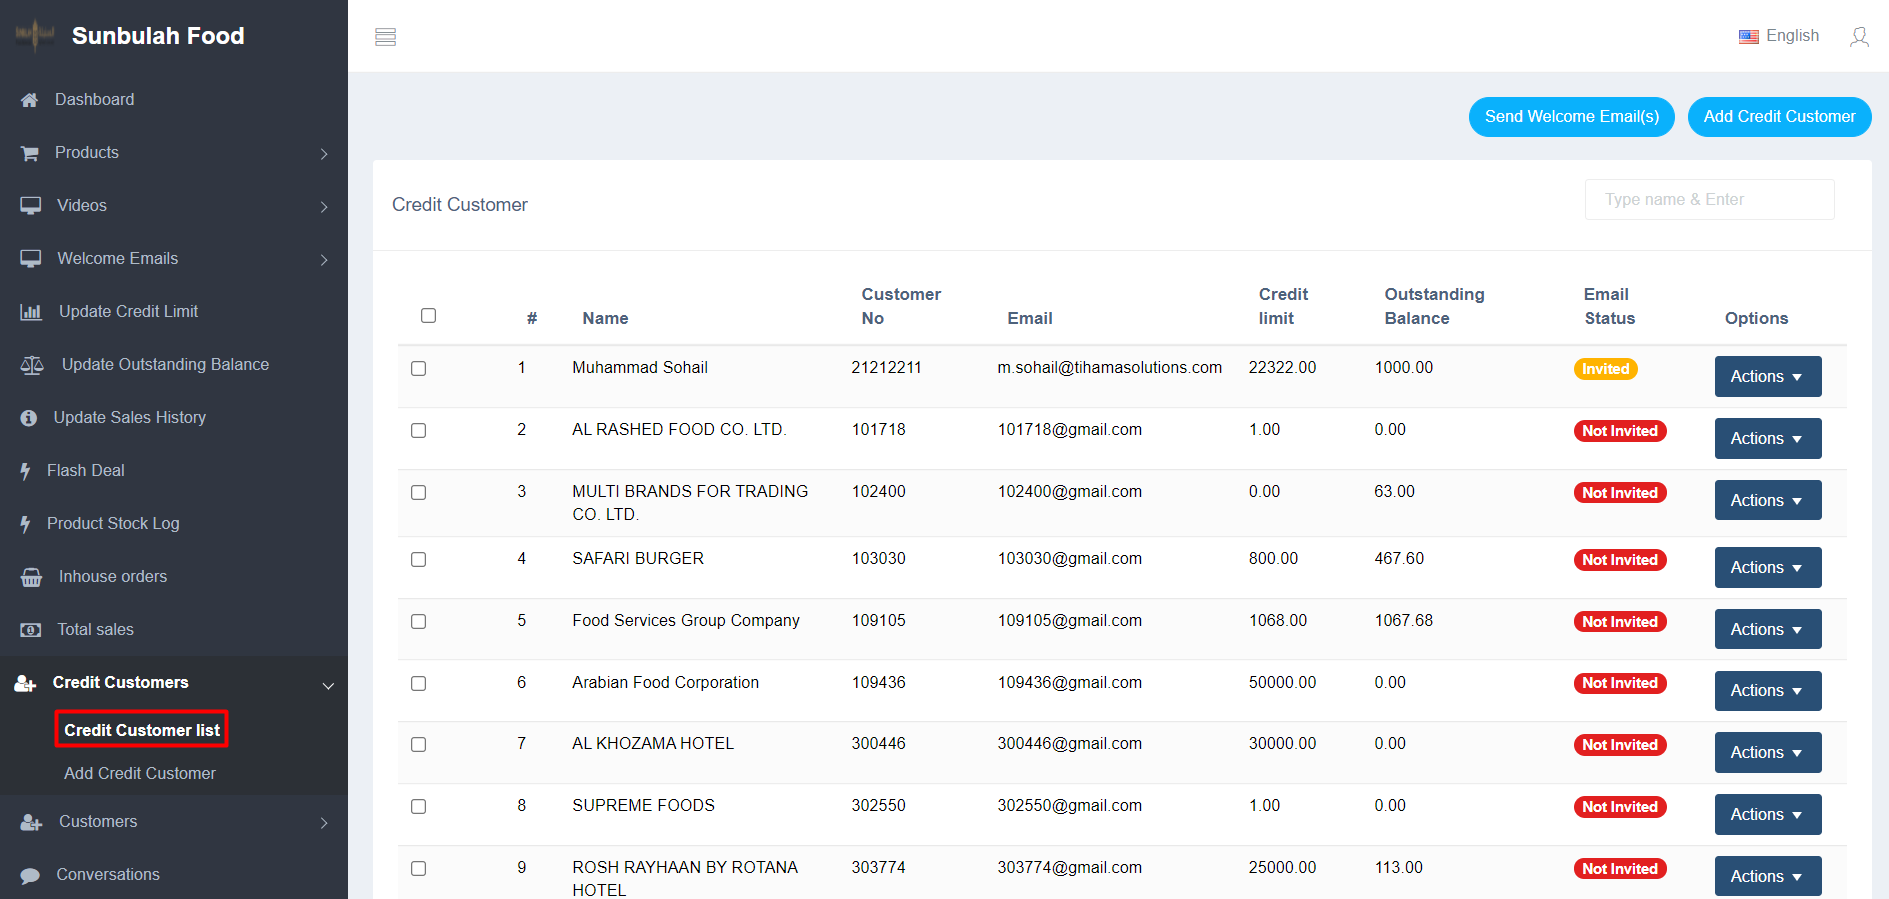 Sunbulah Food
English
Dashboard
Products
Videos
Welcome Emails
Update Credit Limit
Update Outstanding Balance
Update Sales History
Flash Deal
Product Stock Log
Inhouse orders
Total sales
Credit Customers
Credit Customer list
Add Credit Customer
Customers
Conversations
Send Welcome Email(s) Add Credit Customer
Credit Customer
Type name & Enter
# Name Customer No Email Credit limit Outstanding Balance Email Status Options
1 Muhammad Sohail 21212211 m.sohail@tihamasolutions.com 22322.00 1000.00 Invited Actions
2 AL RASHED FOOD CO. LTD. 101718 101718@gmail.com 1.00 0.00 Not Invited Actions
3 MULTI BRANDS FOR TRADING CO. LTD. 102400 102400@gmail.com 0.00 63.00 Not Invited Actions
4 SAFARI BURGER 103030 103030@gmail.com 800.00 467.60 Not Invited Actions
5 Food Services Group Company 109105 109105@gmail.com 1068.00 1067.68 Not Invited Actions
6 Arabian Food Corporation 109436 109436@gmail.com 50000.00 0.00 Not Invited Actions
7 AL KHOZAMA HOTEL 300446 300446@gmail.com 30000.00 0.00 Not Invited Actions
8 SUPREME FOODS 302550 302550@gmail.com 1.00 0.00 Not Invited Actions
9 ROSH RAYHAAN BY ROTANA HOTEL 303774 303774@gmail.com 25000.00 113.00 Not Invited Actions